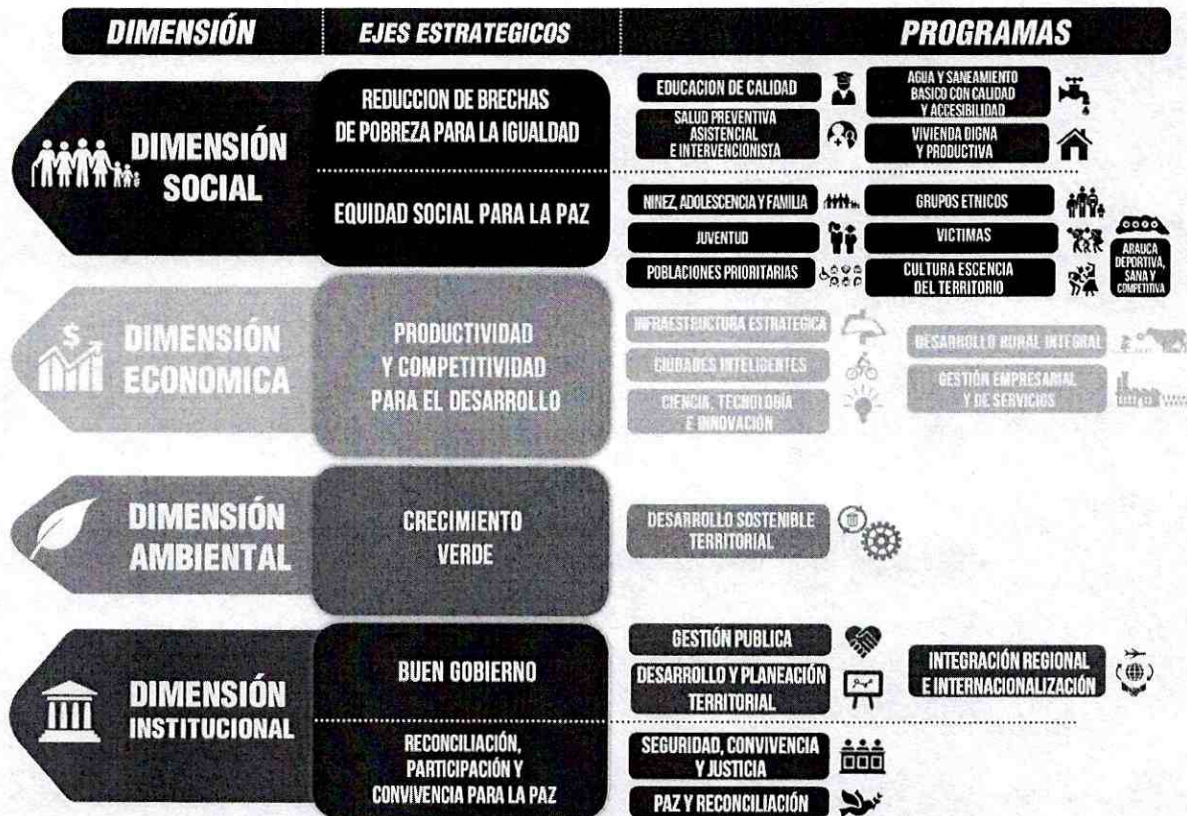 DIMENSIÓN
EJES ESTRATEGICOS
PROGRAMAS
DIMENSIÓN
SOCIAL
REDUCCION DE BRECHAS
DE POBREZA PARA LA IGUALDAD
EDUCACION DE CALIDAD
SALUD PREVENTIVA
ASISTENCIAL
E INTERVENCIONISTA
AGUA Y SANEAMIENTO
BASICO CON CALIDAD
Y ACCESIBILIDAD
VIVIENDA DIGNA
Y PRODUCTIVA
EQUIDAD SOCIAL PARA LA PAZ
NINEZ, ADOLESCENCIA Y FAMILIA
JUVENTUD
POBLACIONES PRIORITARIAS
GRUPOS ETNICOS
VICTIMAS
CULTURA ESCENCIA
DEL TERRITORIO
ARAUCA
DEPORTIVA,
SANA Y
COMPETITIVA
$
DIMENSIÓN
ECONOMICA
PRODUCTIVIDAD
Y COMPETITIVIDAD
PARA EL DESARROLLO
INFRAESTRUCTURA ESTRATEGICA
CIUDADES INTELIGENTES
CIENCIA, TECNOLOGÍA
E INNOVACIÓN
DESARROLLO RURAL INTEGRAL
GESTIÓN EMPRESARIAL
Y DE SERVICIOS
DIMENSIÓN
AMBIENTAL
CRECIMIENTO
VERDE
DESARROLLO SOSTENIBLE
TERRITORIAL
DIMENSIÓN
INSTITUCIONAL
BUEN GOBIERNO
GESTIÓN PUBLICA
DESARROLLO Y PLANEACIÓN
TERRITORIAL
INTEGRACIÓN REGIONAL
E INTERNACIONALIZACIÓN
RECONCILIACIÓN,
PARTICIPACIÓN Y
CONVIVENCIA PARA LA PAZ
SEGURIDAD, CONVIVENCIA
Y JUSTICIA
PAZ Y RECONCILIACIÓN